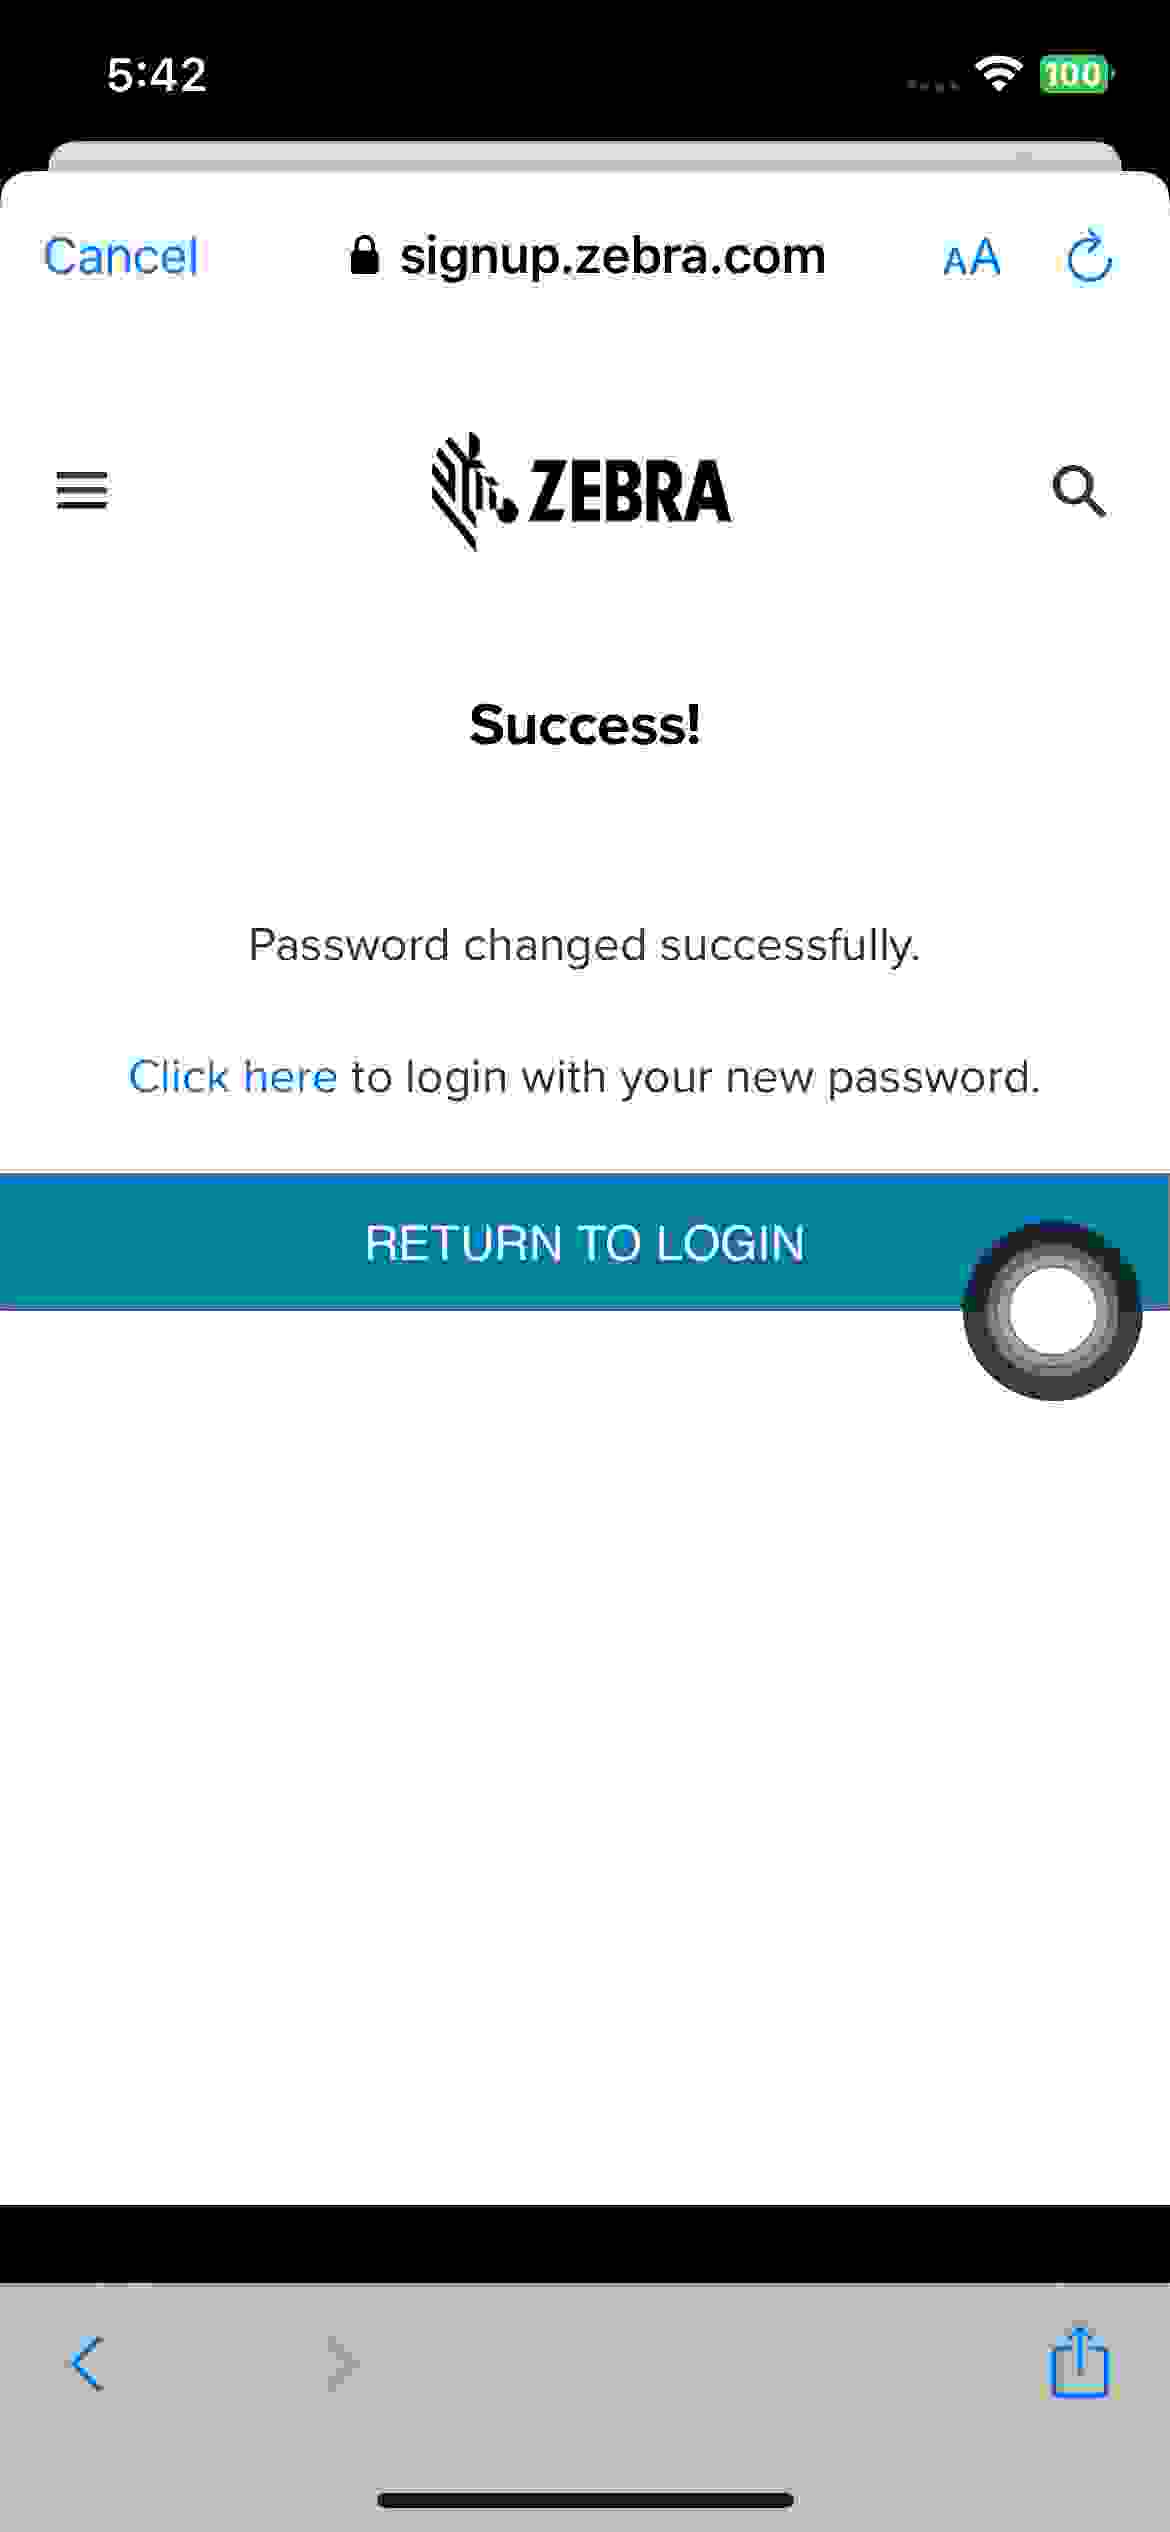 5:42
100
Cancel
signup.zebra.com
AA
ZEBRA
Success!
Password changed successfully.
Click here to login with your new password.
RETURN TO LOGIN